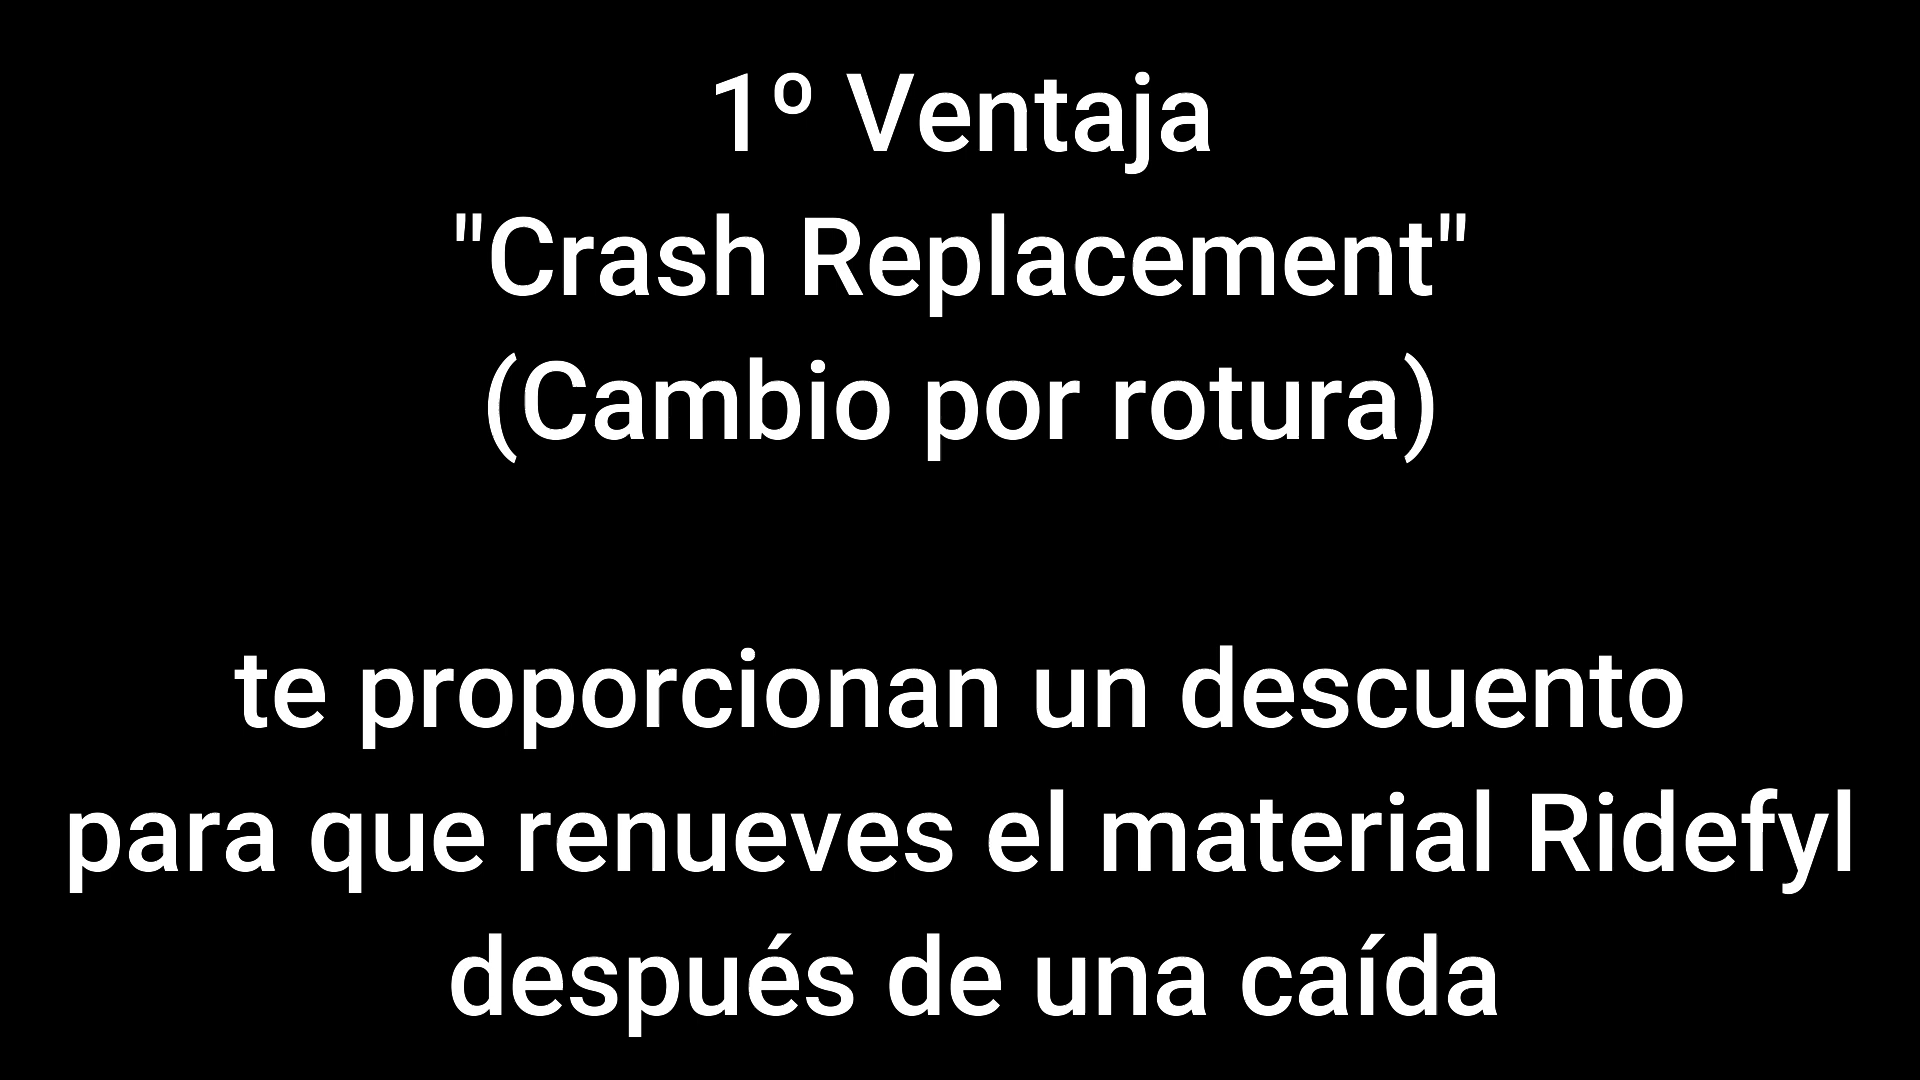 1º Ventaja
"Crash Replacement"
(Cambio por rotura)
te proporcionan un descuento
para que renueves el material Ridefyl
después de una caída